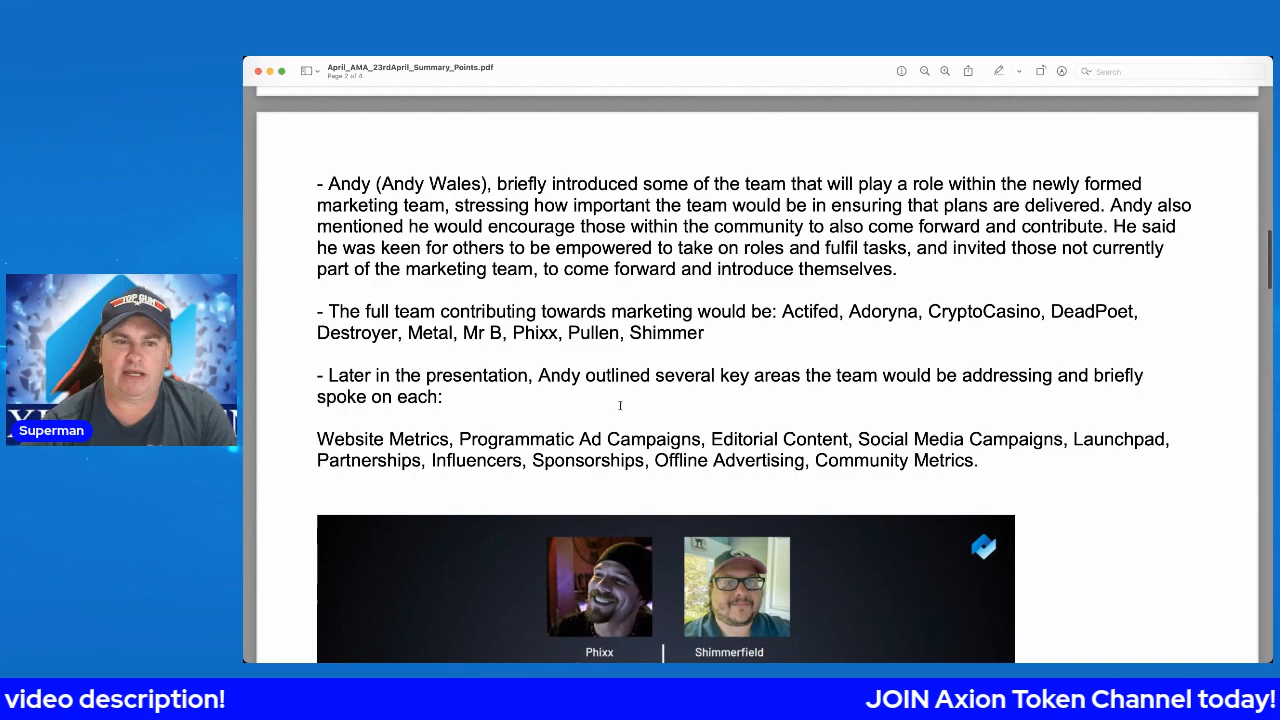 April_AMA_23rdApril_Summary_Points.pdf
Page 2 of 4
Search
- Andy (Andy Wales), briefly introduced some of the team that will play a role within the newly formed
marketing team, stressing how important the team would be in ensuring that plans are delivered. Andy also
mentioned he would encourage those within the community to also come forward and contribute. He said
he was keen for others to be empowered to take on roles and fulfil tasks, and invited those not currently
part of the marketing team, to come forward and introduce themselves.
- The full team contributing towards marketing would be: Actifed, Adoryna, CryptoCasino, DeadPoet,
Destroyer, Metal, Mr B, Phixx, Pullen, Shimmer
- Later in the presentation, Andy outlined several key areas the team would be addressing and briefly
spoke on each:
Website Metrics, Programmatic Ad Campaigns, Editorial Content, Social Media Campaigns, Launchpad,
Partnerships, Influencers, Sponsorships, Offline Advertising, Community Metrics.
TOP GUN
Superman
Phixx
Shimmerfield
video description!
JOIN Axion Token Channel today!